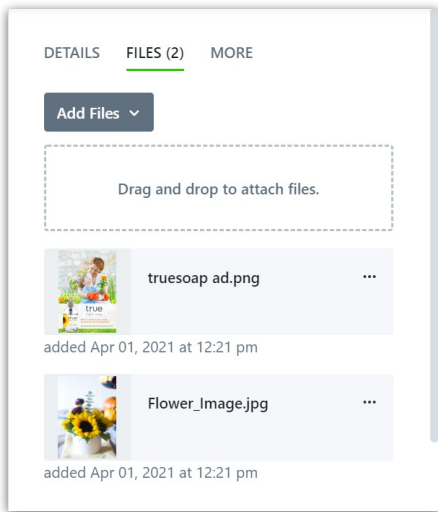 DETAILS FILES (2) MORE
Add Files
Drag and drop to attach files.
truesoap ad.png
true
added Apr 01, 2021 at 12:21 pm
Flower_Image.jpg
added Apr 01, 2021 at 12:21 pm